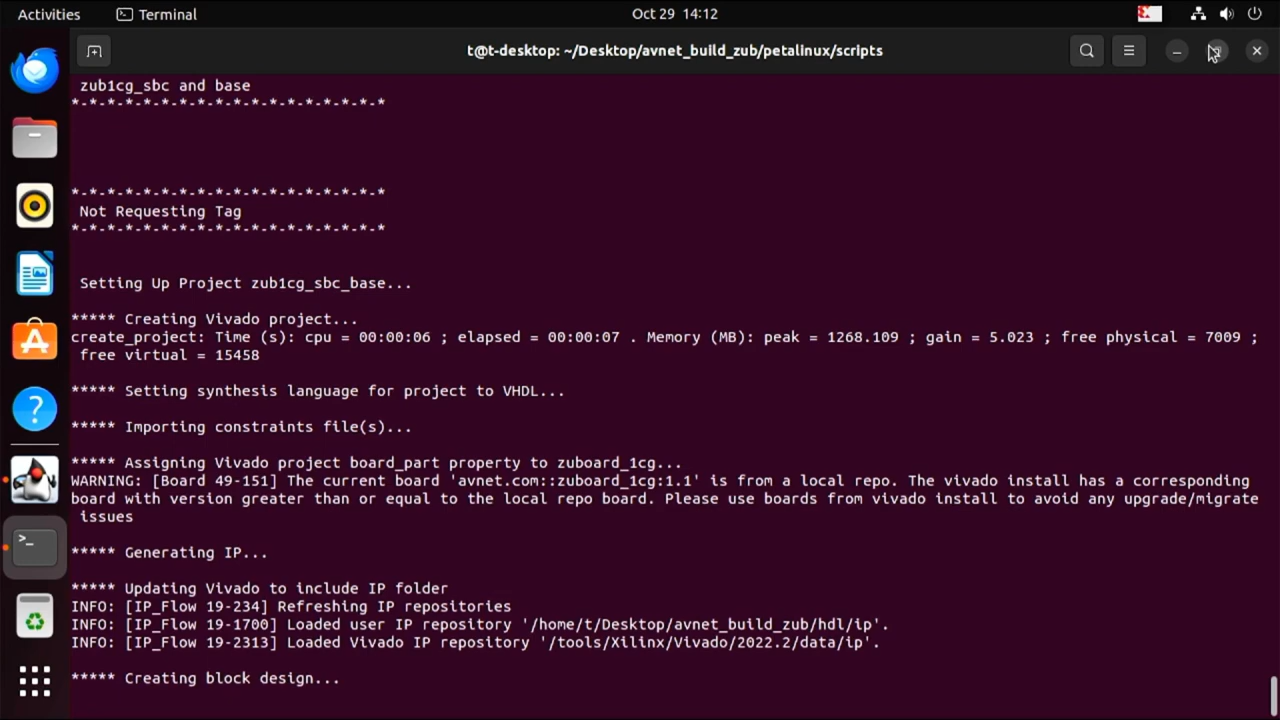 Activities
Terminal
Oct 29 14:12
t@t-desktop: ~/Desktop/avnet_build_zub/petalinux/scripts
zub1cg_sbc and base
*-*-*-*-*-*-*-*-*-*-*-*-*-*-*-*-*-*
*-*-*-*-*-*-*-*-*-*-*-*-*-*-*-*-*-*
Not Requesting Tag
*-*-*-*-*-*-*-*-*-*-*-*-*-*-*-*-*-*
Setting Up Project zub1cg_sbc_base...
***** Creating Vivado project...
create_project: Time (s): cpu = 00:00:06 ; elapsed = 00:00:07 . Memory (MB): peak = 1268.109 ; gain = 5.023 ; free physical = 7009 ;
free virtual = 15458
***** Setting synthesis language for project to VHDL...
***** Importing constraints file(s)...
***** Assigning Vivado project board_part property to zuboard_1cg...
WARNING: [Board 49-151] The current board 'avnet.com::zuboard_1cg:1.1' is from a local repo. The vivado install has a corresponding
board with version greater than or equal to the local repo board. Please use boards from vivado install to avoid any upgrade/migrate
issues
***** Generating IP...
***** Updating Vivado to include IP folder
INFO: [IP_Flow 19-234] Refreshing IP repositories
INFO: [IP_Flow 19-1700] Loaded user IP repository '/home/t/Desktop/avnet_build_zub/hdl/ip'.
INFO: [IP_Flow 19-2313] Loaded Vivado IP repository '/tools/Xilinx/Vivado/2022.2/data/ip'.
***** Creating block design...